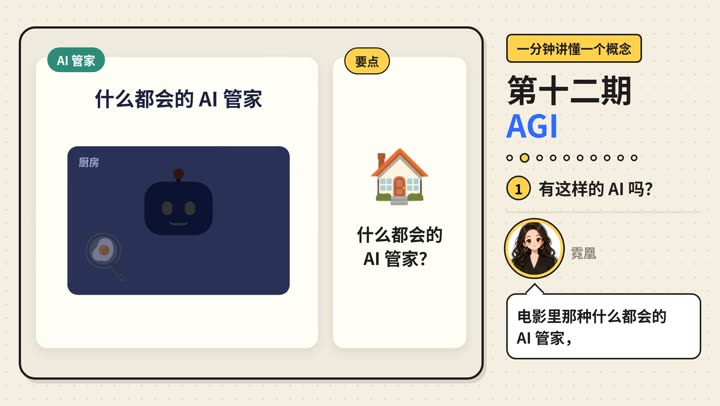 AI 管家
什么都会的 AI 管家
厨房
要点
什么都会的
AI 管家？
一分钟讲懂一个概念
第十二期
AGI
1 有这样的 AI 吗？
霓凰
电影里那种什么都会的
AI 管家，